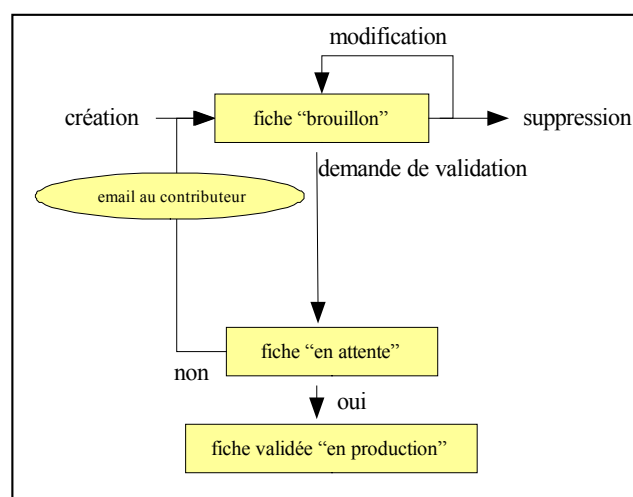 modification
création
fiche “brouillon”
suppression
demande de validation
email au contributeur
fiche “en attente”
non
oui
fiche validée “en production”